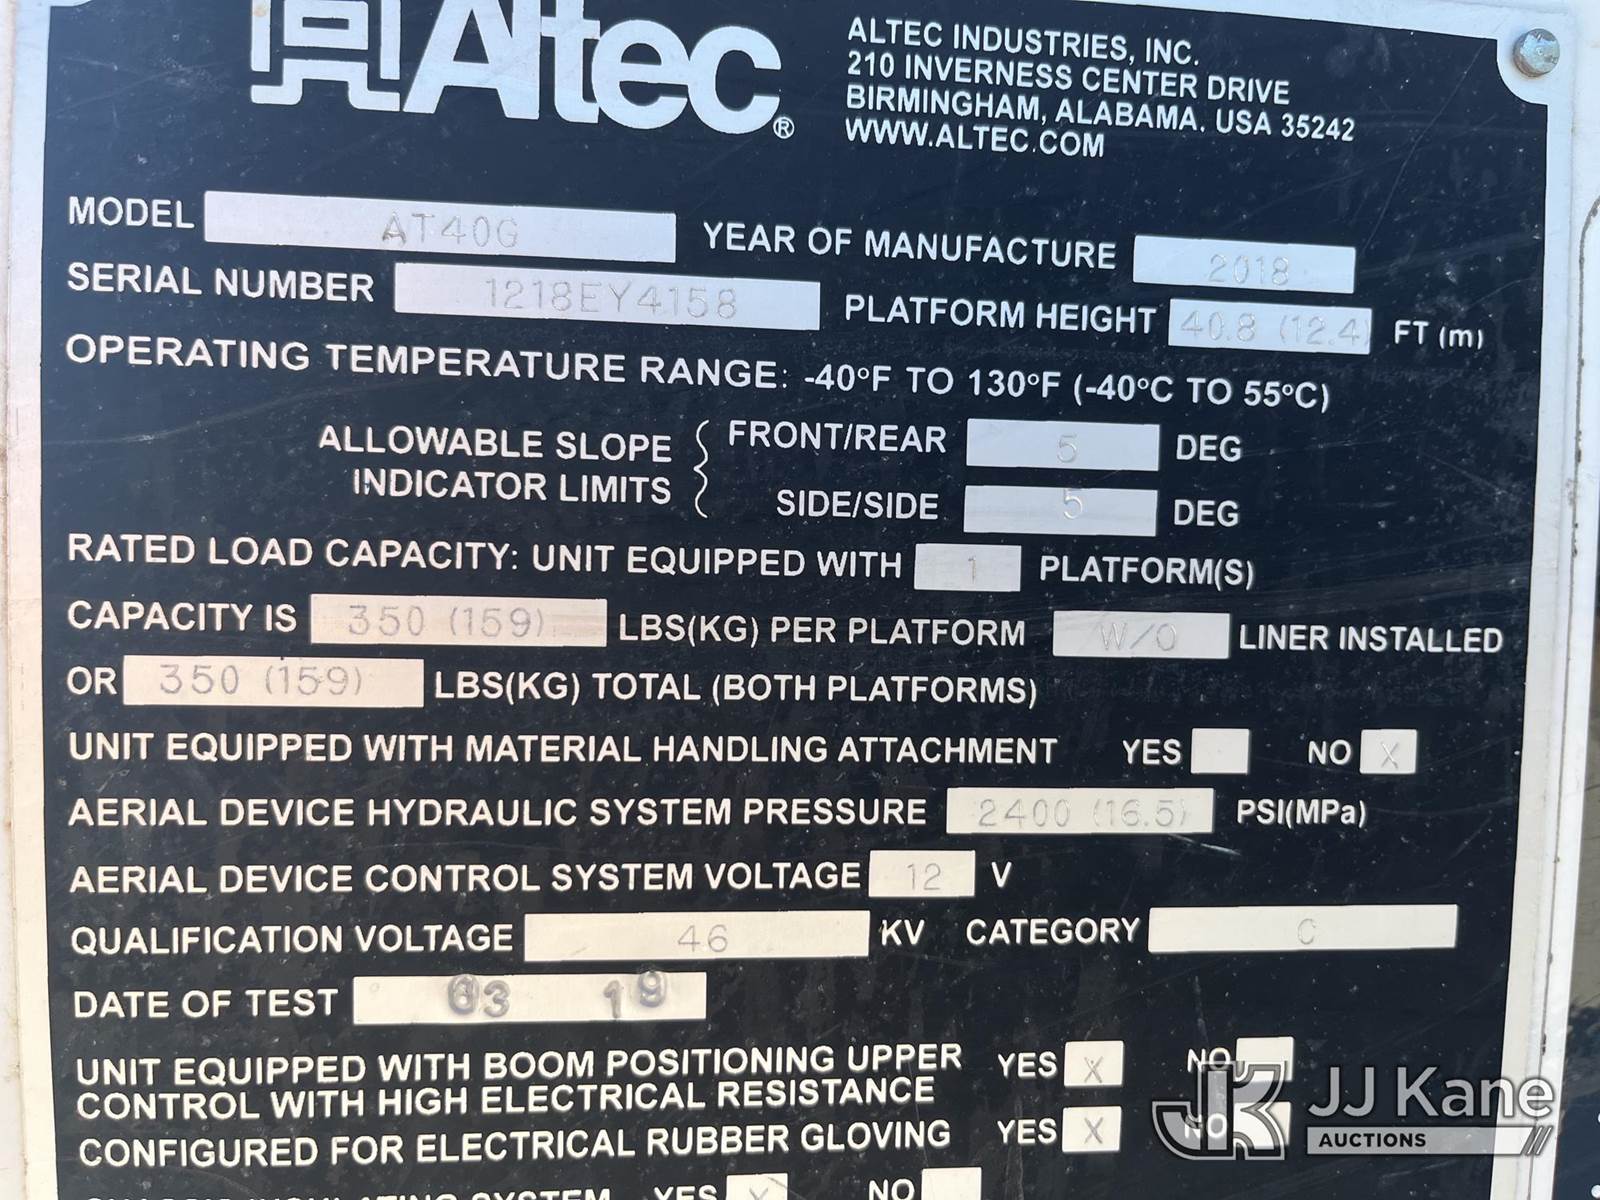 Altec®
ALTEC INDUSTRIES, INC.
210 INVERNESS CENTER DRIVE
BIRMINGHAM, ALABAMA. USA 35242
WWW.ALTEC.COM
MODEL AT40G YEAR OF MANUFACTURE 2018
SERIAL NUMBER 1218EY4158 PLATFORM HEIGHT 40.8 (12.4) FT (m)
OPERATING TEMPERATURE RANGE: -40°F TO 130°F (-40°C TO 55°C)
ALLOWABLE SLOPE INDICATOR LIMITS { FRONT/REAR 5 DEG
SIDE/SIDE 5 DEG
RATED LOAD CAPACITY: UNIT EQUIPPED WITH 1 PLATFORM(S)
CAPACITY IS 350 (159) LBS(KG) PER PLATFORM W/O LINER INSTALLED
OR 350 (159) LBS(KG) TOTAL (BOTH PLATFORMS)
UNIT EQUIPPED WITH MATERIAL HANDLING ATTACHMENT YES NO X
AERIAL DEVICE HYDRAULIC SYSTEM PRESSURE 2400 (16.5) PSI(MPa)
AERIAL DEVICE CONTROL SYSTEM VOLTAGE 12 V
QUALIFICATION VOLTAGE 46 KV CATEGORY C
DATE OF TEST 03 19
UNIT EQUIPPED WITH BOOM POSITIONING UPPER YES X NO
CONTROL WITH HIGH ELECTRICAL RESISTANCE
CONFIGURED FOR ELECTRICAL RUBBER GLOVING YES X NO
CHASSIS INSULATING SYSTEM YES X NO
JJ Kane
AUCTIONS